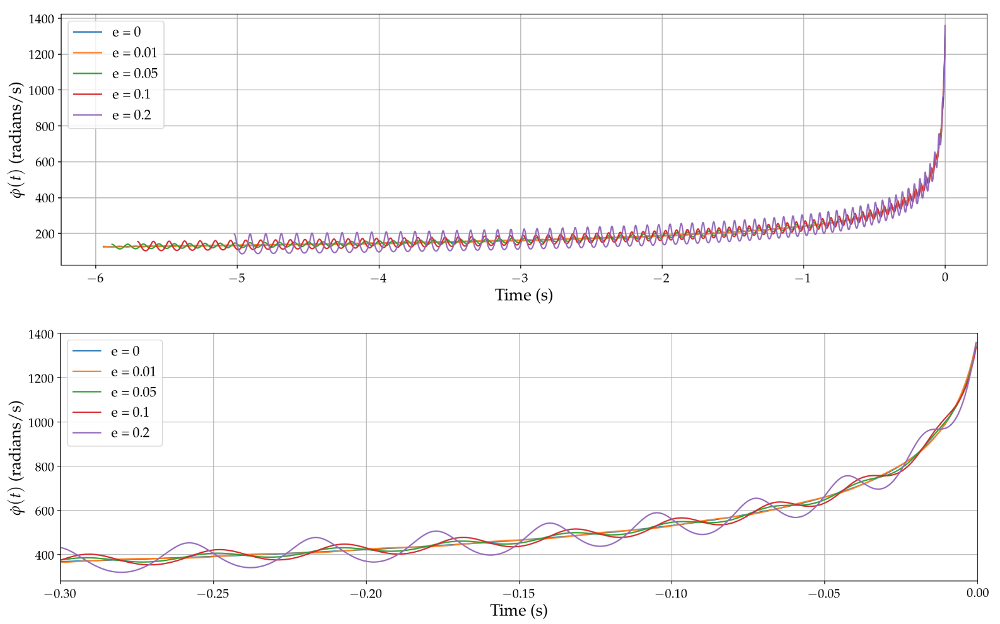 1400
1200
1000
800
600
400
200
φ̇(t) (radians/s)
e = 0
e = 0.01
e = 0.05
e = 0.1
e = 0.2
−6 −5 −4 −3 −2 −1 0
Time (s)
1400
1200
1000
800
600
400
φ̇(t) (radians/s)
e = 0
e = 0.01
e = 0.05
e = 0.1
e = 0.2
−0.30 −0.25 −0.20 −0.15 −0.10 −0.05 0.00
Time (s)